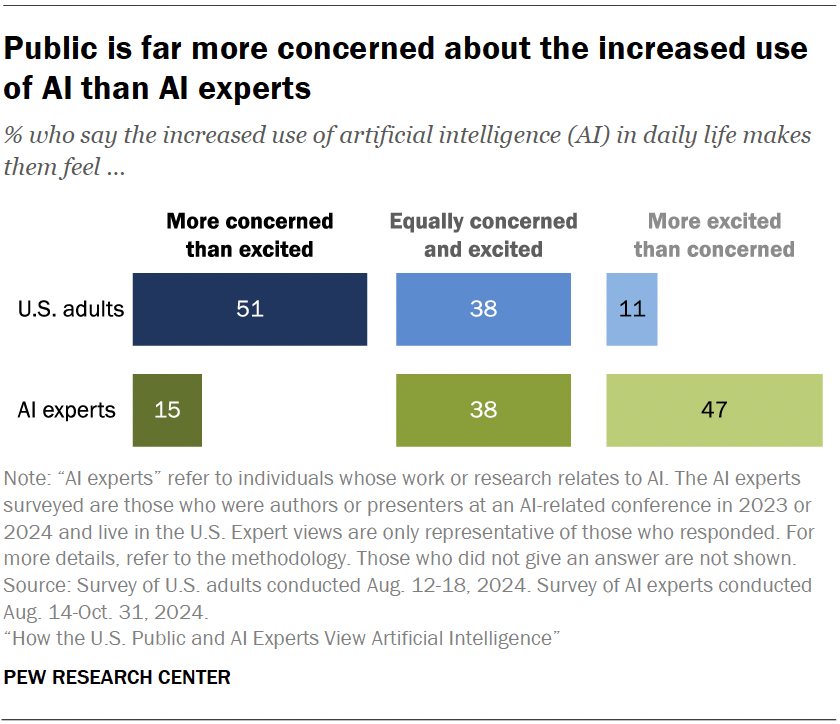 Public is far more concerned about the increased use
of AI than AI experts
% who say the increased use of artificial intelligence (AI) in daily life makes
them feel ...
More concerned
than excited
Equally concerned
and excited
More excited
than concerned
U.S. adults 51 38 11
AI experts 15 38 47
Note: “AI experts” refer to individuals whose work or research relates to AI. The AI experts
surveyed are those who were authors or presenters at an AI-related conference in 2023 or
2024 and live in the U.S. Expert views are only representative of those who responded. For
more details, refer to the methodology. Those who did not give an answer are not shown.
Source: Survey of U.S. adults conducted Aug. 12-18, 2024. Survey of AI experts conducted
Aug. 14-Oct. 31, 2024.
“How the U.S. Public and AI Experts View Artificial Intelligence”
PEW RESEARCH CENTER